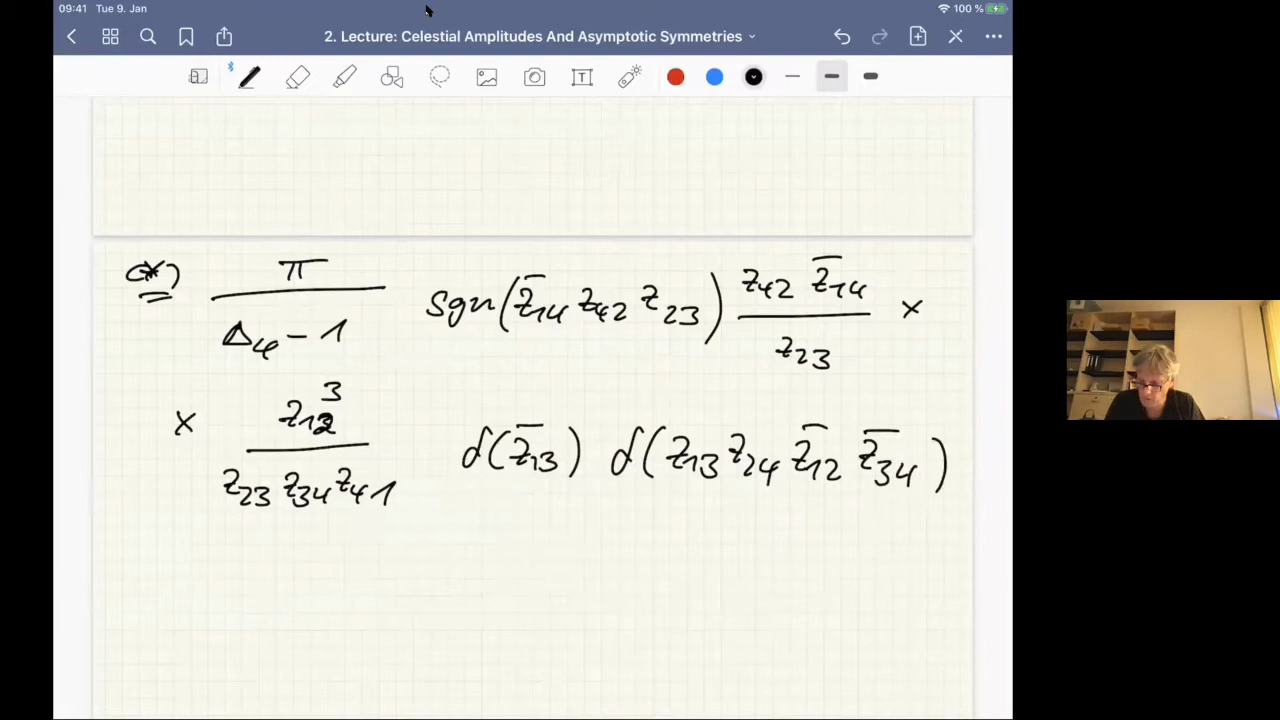 09:41 Tue 9. Jan 100 %
2. Lecture: Celestial Amplitudes And Asymptotic Symmetries
(*) π / (Δ₄ − 1) sgn(z̄₁₄ z₄₂ z₂₃) z₄₂ z̄₁₄ / z₂₃ ×
× z₁₂³ / (z₂₃ z₃₄ z₄₁) δ(z̄₁₃) δ(z₁₃ z₂₄ z̄₁₂ z̄₃₄)